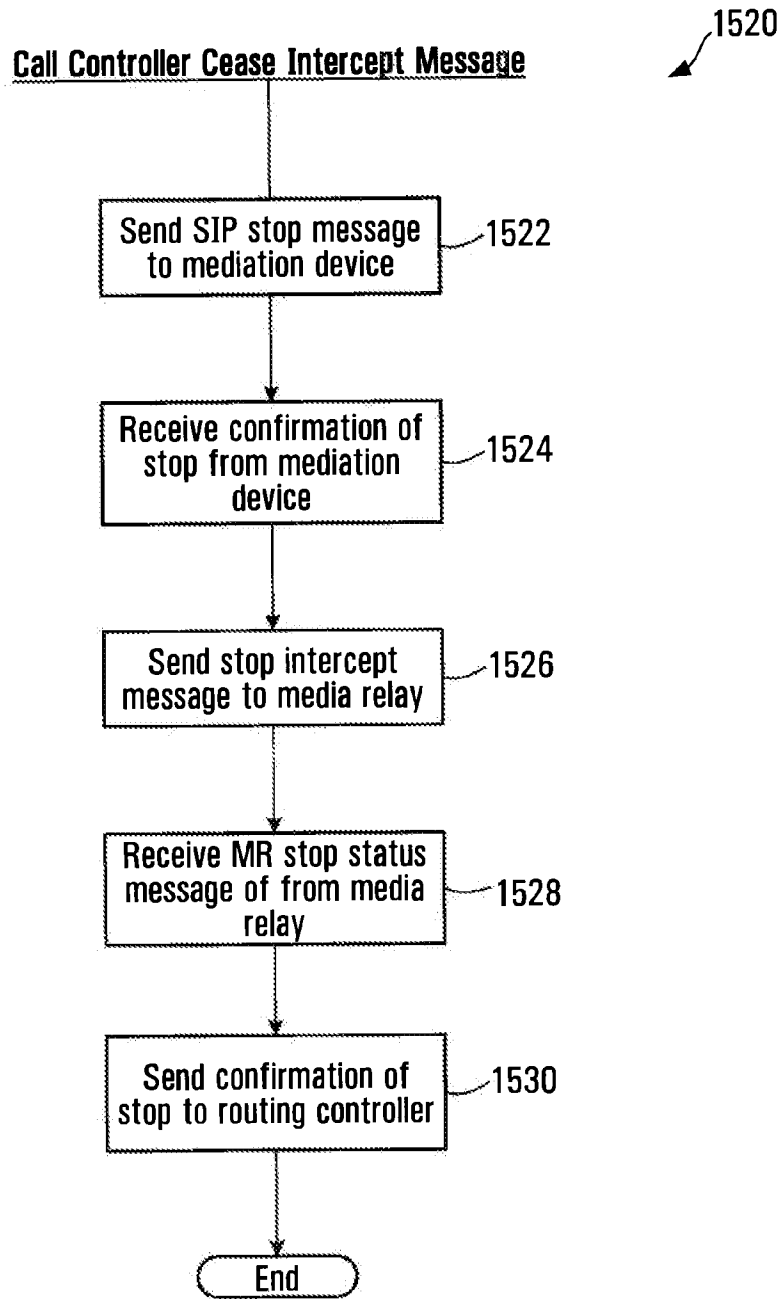 1520
Call Controller Cease Intercept Message
Send SIP stop message
to mediation device
1522
Receive confirmation of
stop from mediation
device
1524
Send stop intercept
message to media relay
1526
Receive MR stop status
message of from media
relay
1528
Send confirmation of
stop to routing controller
1530
End